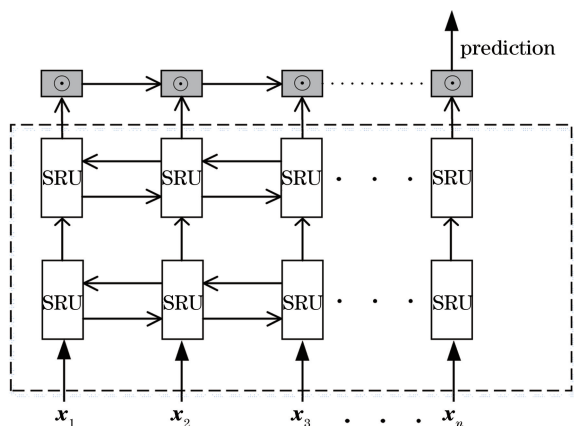 prediction
⊙ ⊙ ⊙ · · · · · · · · · · ⊙
SRU SRU SRU · · · SRU
SRU SRU SRU · · · SRU
x₁ x₂ x₃ · · · xₙ